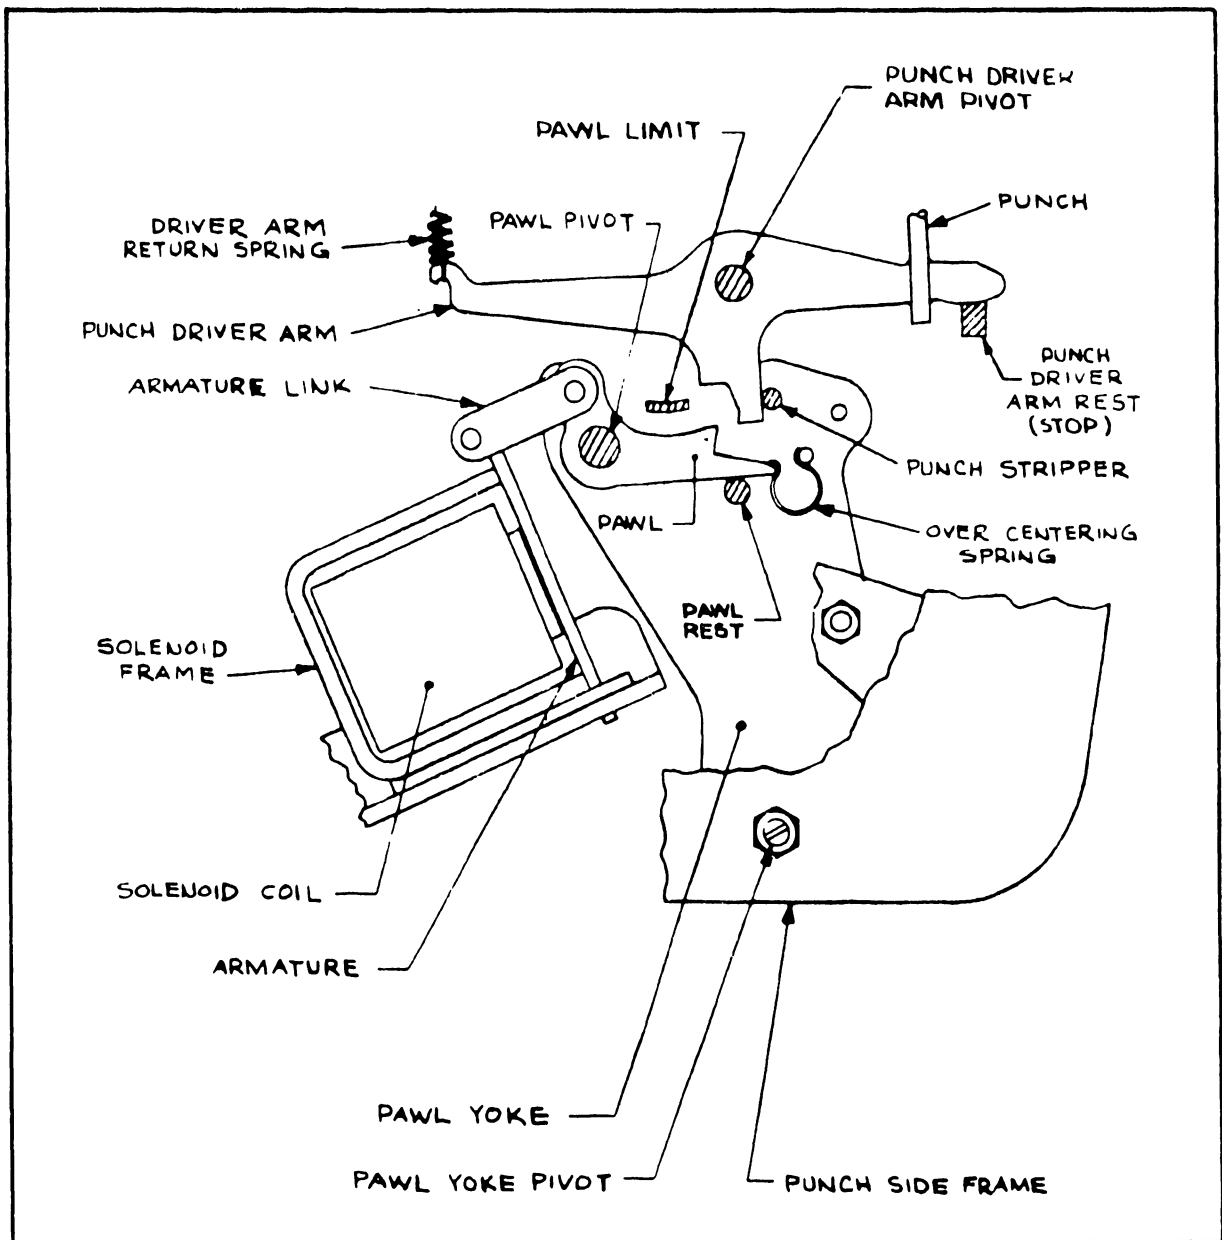 PUNCH DRIVER
ARM PIVOT
PAWL LIMIT
PUNCH
DRIVER ARM
RETURN SPRING
PAWL PIVOT
PUNCH DRIVER ARM
ARMATURE LINK
PUNCH
DRIVER
ARM REST
(STOP)
PUNCH STRIPPER
PAWL
OVER CENTERING
SPRING
PAWL
REST
SOLENOID
FRAME
SOLENOID COIL
ARMATURE
PAWL YOKE
PAWL YOKE PIVOT
PUNCH SIDE FRAME